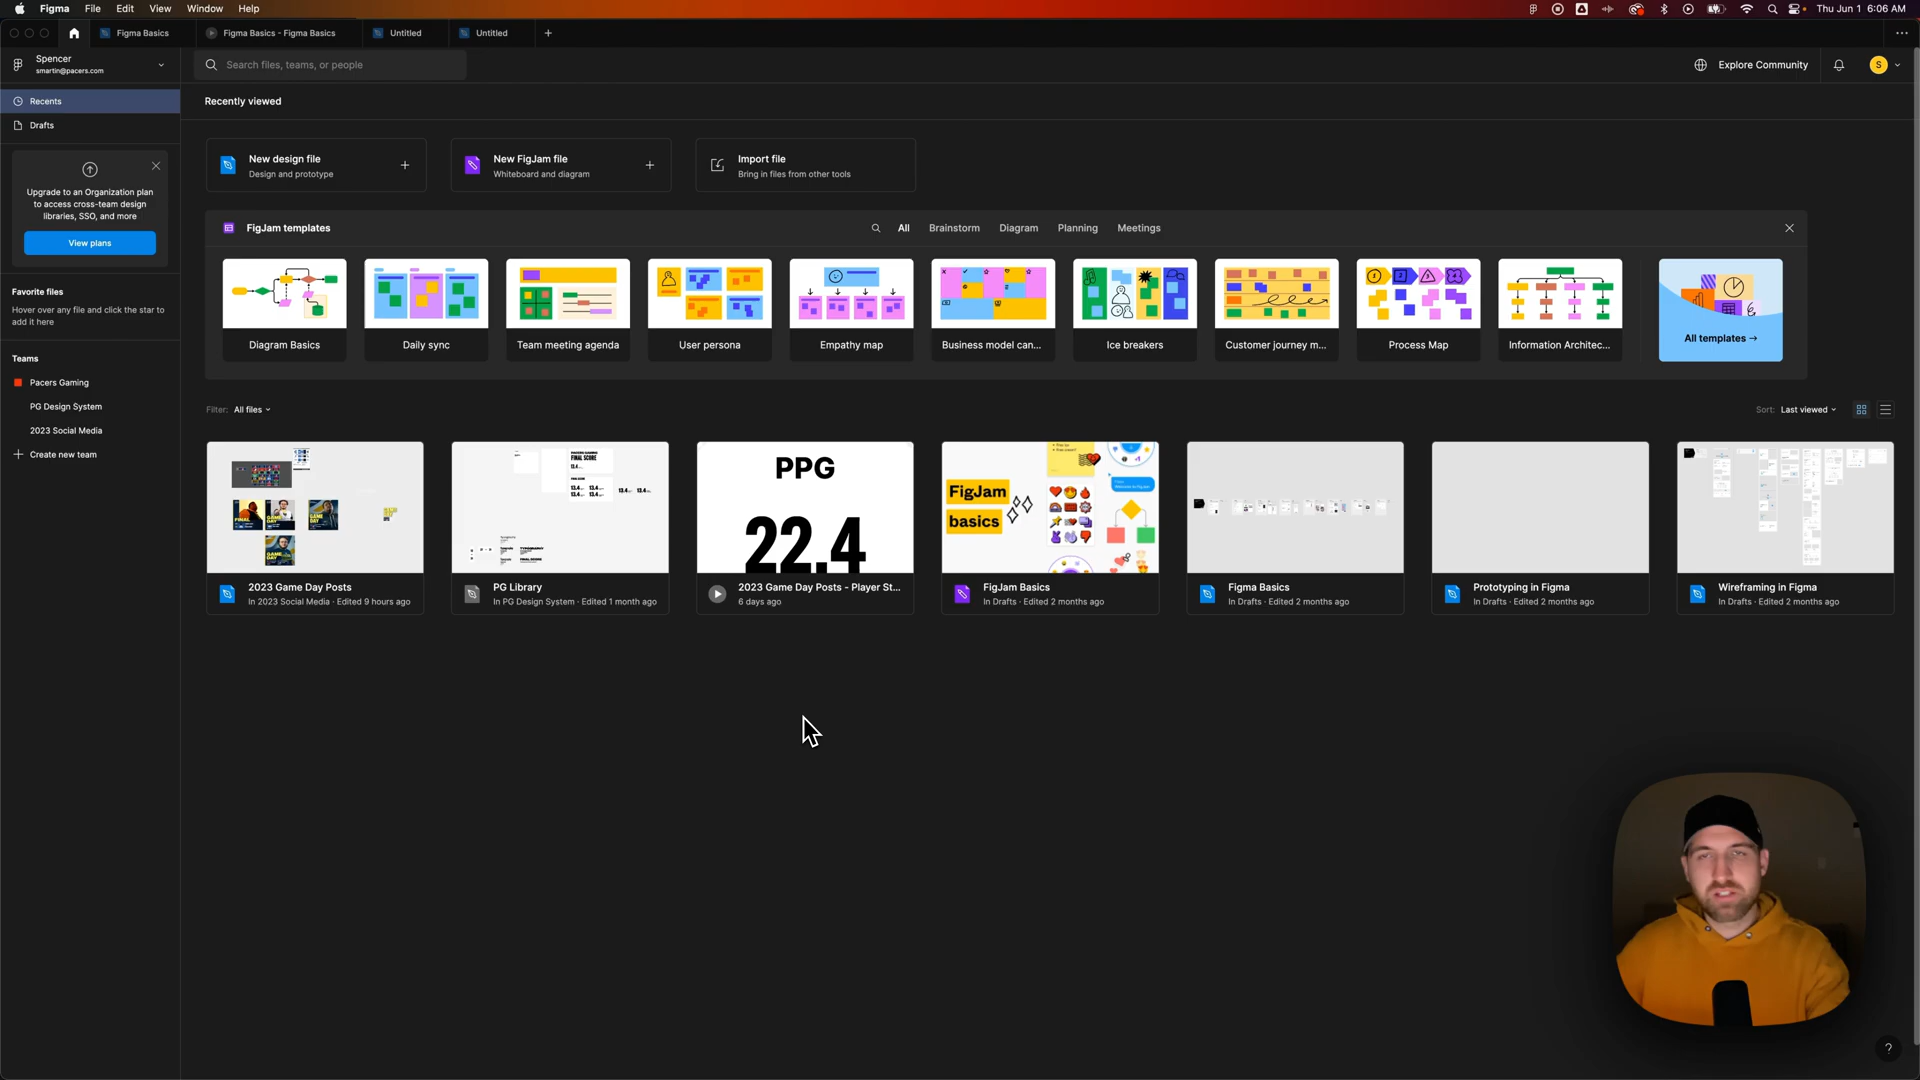 Figma File Edit View Window Help
Thu Jun 1 6:06 AM
Figma Basics
Figma Basics - Figma Basics
Untitled
Untitled
Spencer
smartin@pacers.com
Search files, teams, or people
Explore Community
S
Recents
Drafts
Upgrade to an Organization plan
to access cross-team design
libraries, SSO, and more
View plans
Favorite files
Hover over any file and click the star to
add it here
Teams
Pacers Gaming
PG Design System
2023 Social Media
Create new team
Recently viewed
New design file
Design and prototype
New FigJam file
Whiteboard and diagram
Import file
Bring in files from other tools
FigJam templates
All
Brainstorm
Diagram
Planning
Meetings
Diagram Basics
Daily sync
Team meeting agenda
User persona
Empathy map
Business model can...
Ice breakers
Customer journey m...
Process Map
Information Architec...
All templates →
Filter: All files
Sort: Last viewed
2023 Game Day Posts
In 2023 Social Media · Edited 9 hours ago
FINAL SCORE
PG Library
In PG Design System · Edited 1 month ago
PPG
22.4
2023 Game Day Posts - Player St...
6 days ago
FigJam
basics
FigJam Basics
In Drafts · Edited 2 months ago
Figma Basics
In Drafts · Edited 2 months ago
Prototyping in Figma
In Drafts · Edited 2 months ago
Wireframing in Figma
In Drafts · Edited 2 months ago
?